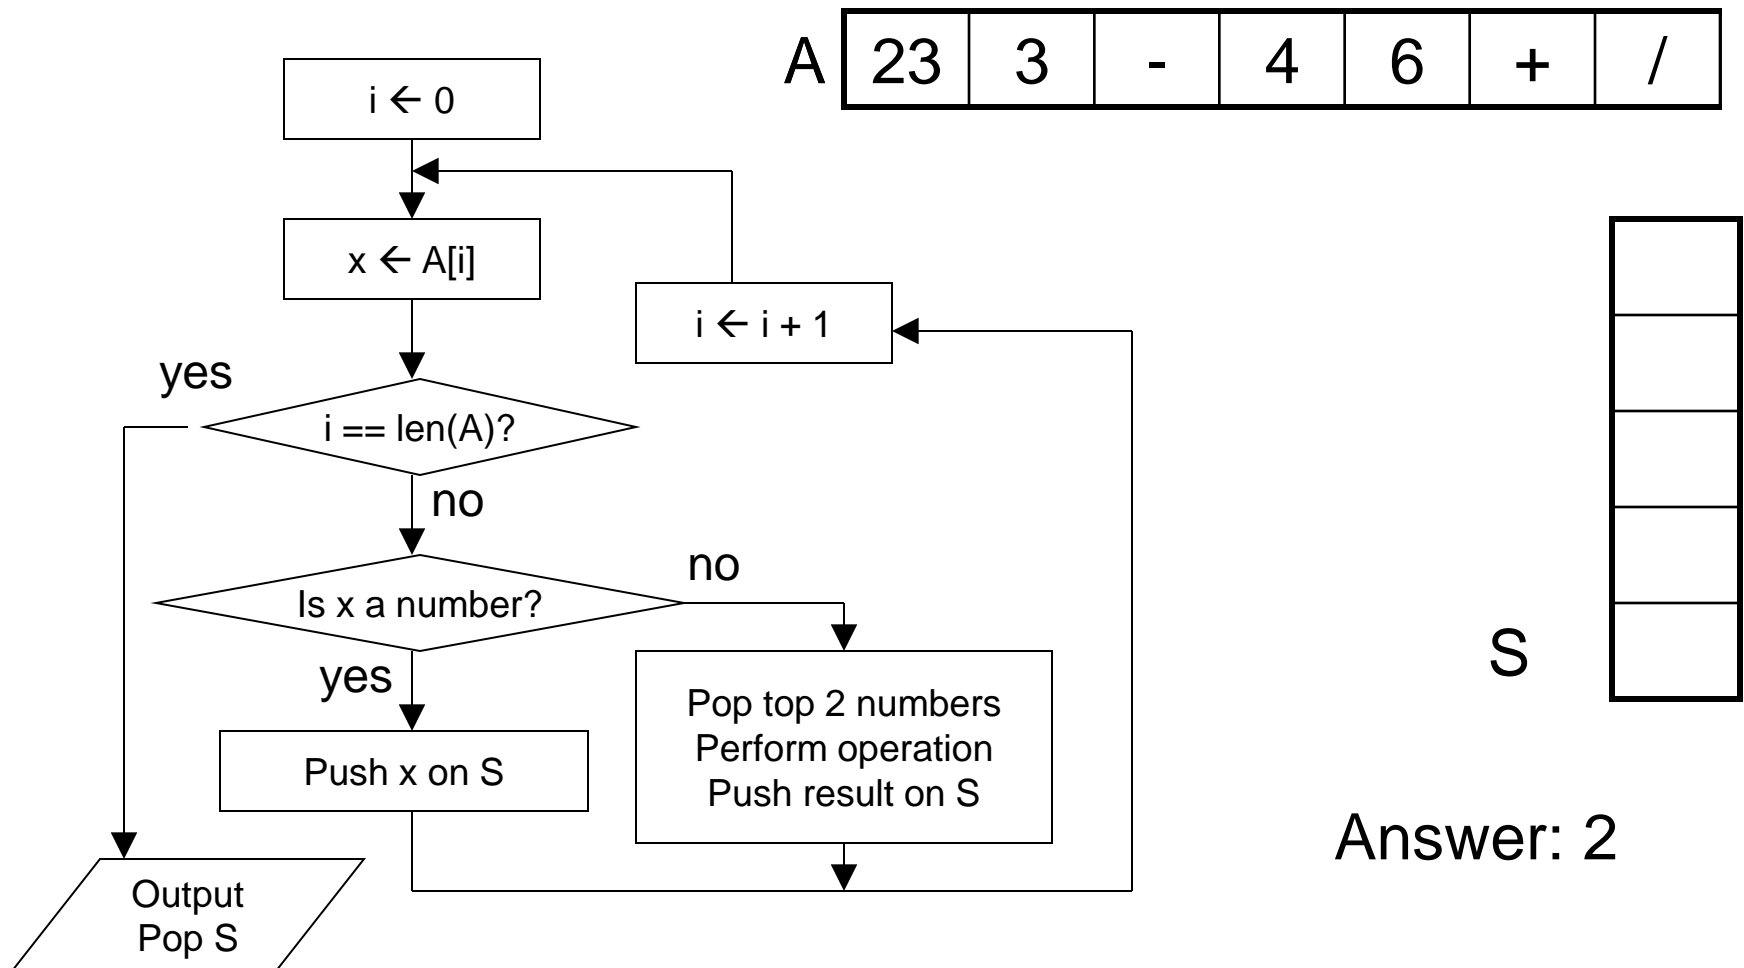 A 23 3 - 4 6 + /
i ← 0
x ← A[i]
i ← i + 1
yes
i == len(A)?
no
Is x a number?
no
yes
Push x on S
Pop top 2 numbers
Perform operation
Push result on S
S
Answer: 2
Output
Pop S